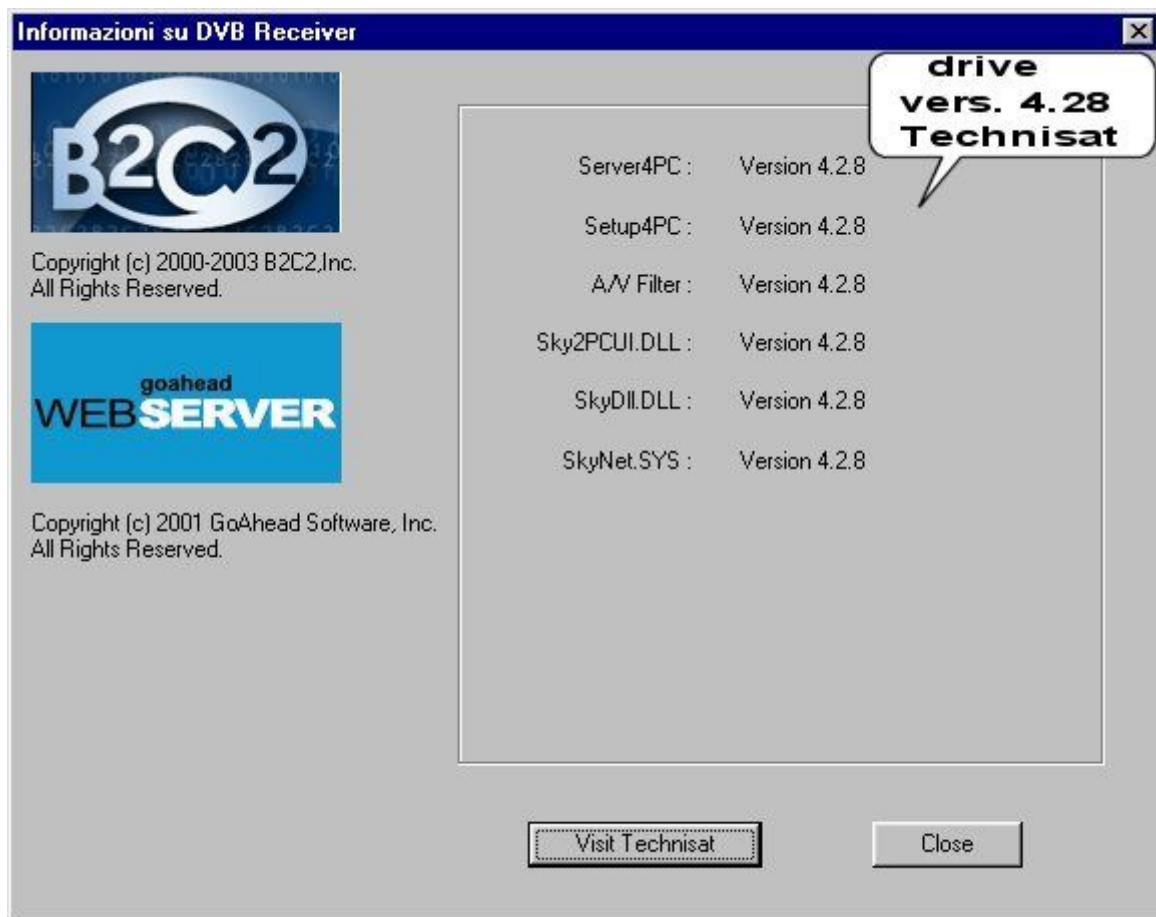 Informazioni su DVB Receiver
drive
vers. 4.28
Technisat
B2C2
Copyright (c) 2000-2003 B2C2,Inc.
All Rights Reserved.
goahead
WEBSERVER
Copyright (c) 2001 GoAhead Software, Inc.
All Rights Reserved.
Server4PC : Version 4.2.8
Setup4PC : Version 4.2.8
A/V Filter : Version 4.2.8
Sky2PCUI.DLL : Version 4.2.8
SkyDll.DLL : Version 4.2.8
SkyNet.SYS : Version 4.2.8
Visit Technisat
Close